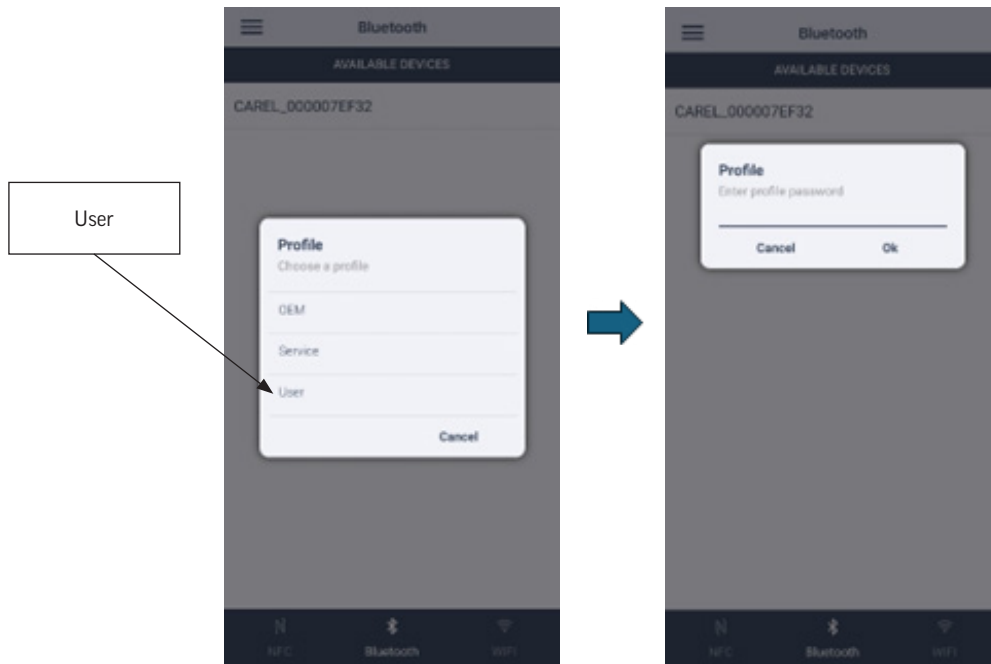 User
Bluetooth
AVAILABLE DEVICES
CAREL_000007EF32
Profile
Choose a profile
OEM
Service
User
Cancel
NFC
Bluetooth
WIFI
Bluetooth
AVAILABLE DEVICES
CAREL_000007EF32
Profile
Enter profile password
Cancel
Ok
NFC
Bluetooth
WIFI